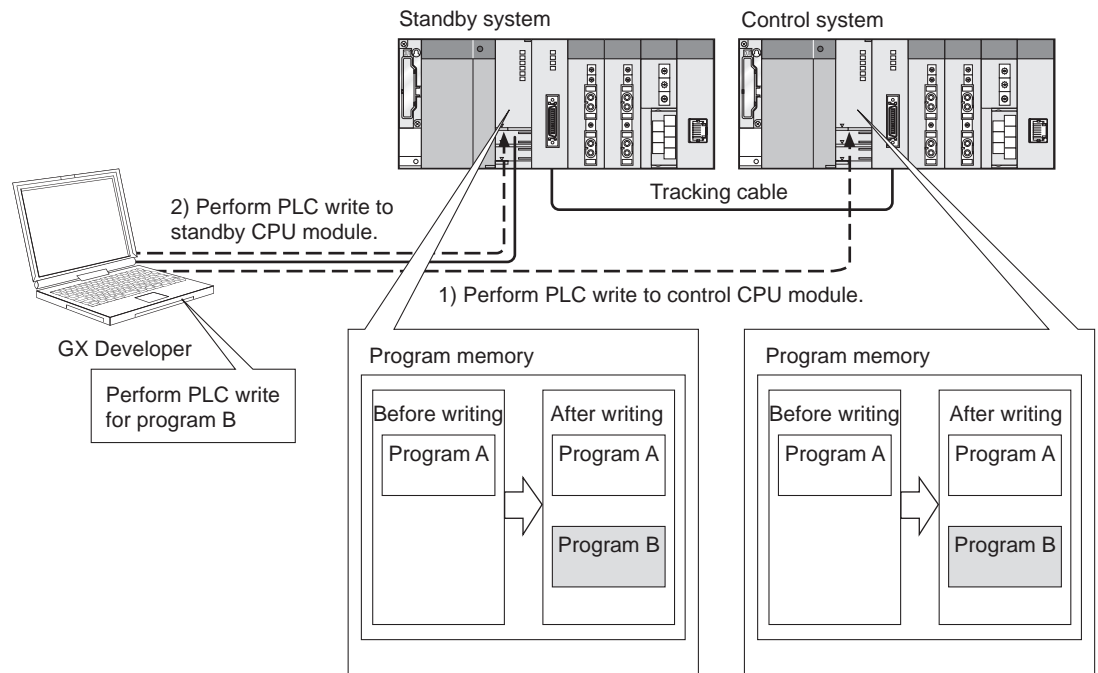 Standby system
Control system
Tracking cable
2) Perform PLC write to
standby CPU module.
1) Perform PLC write to control CPU module.
GX Developer
Perform PLC write
for program B
Program memory
Before writing
After writing
Program A
Program A
Program B
Program memory
Before writing
After writing
Program A
Program A
Program B